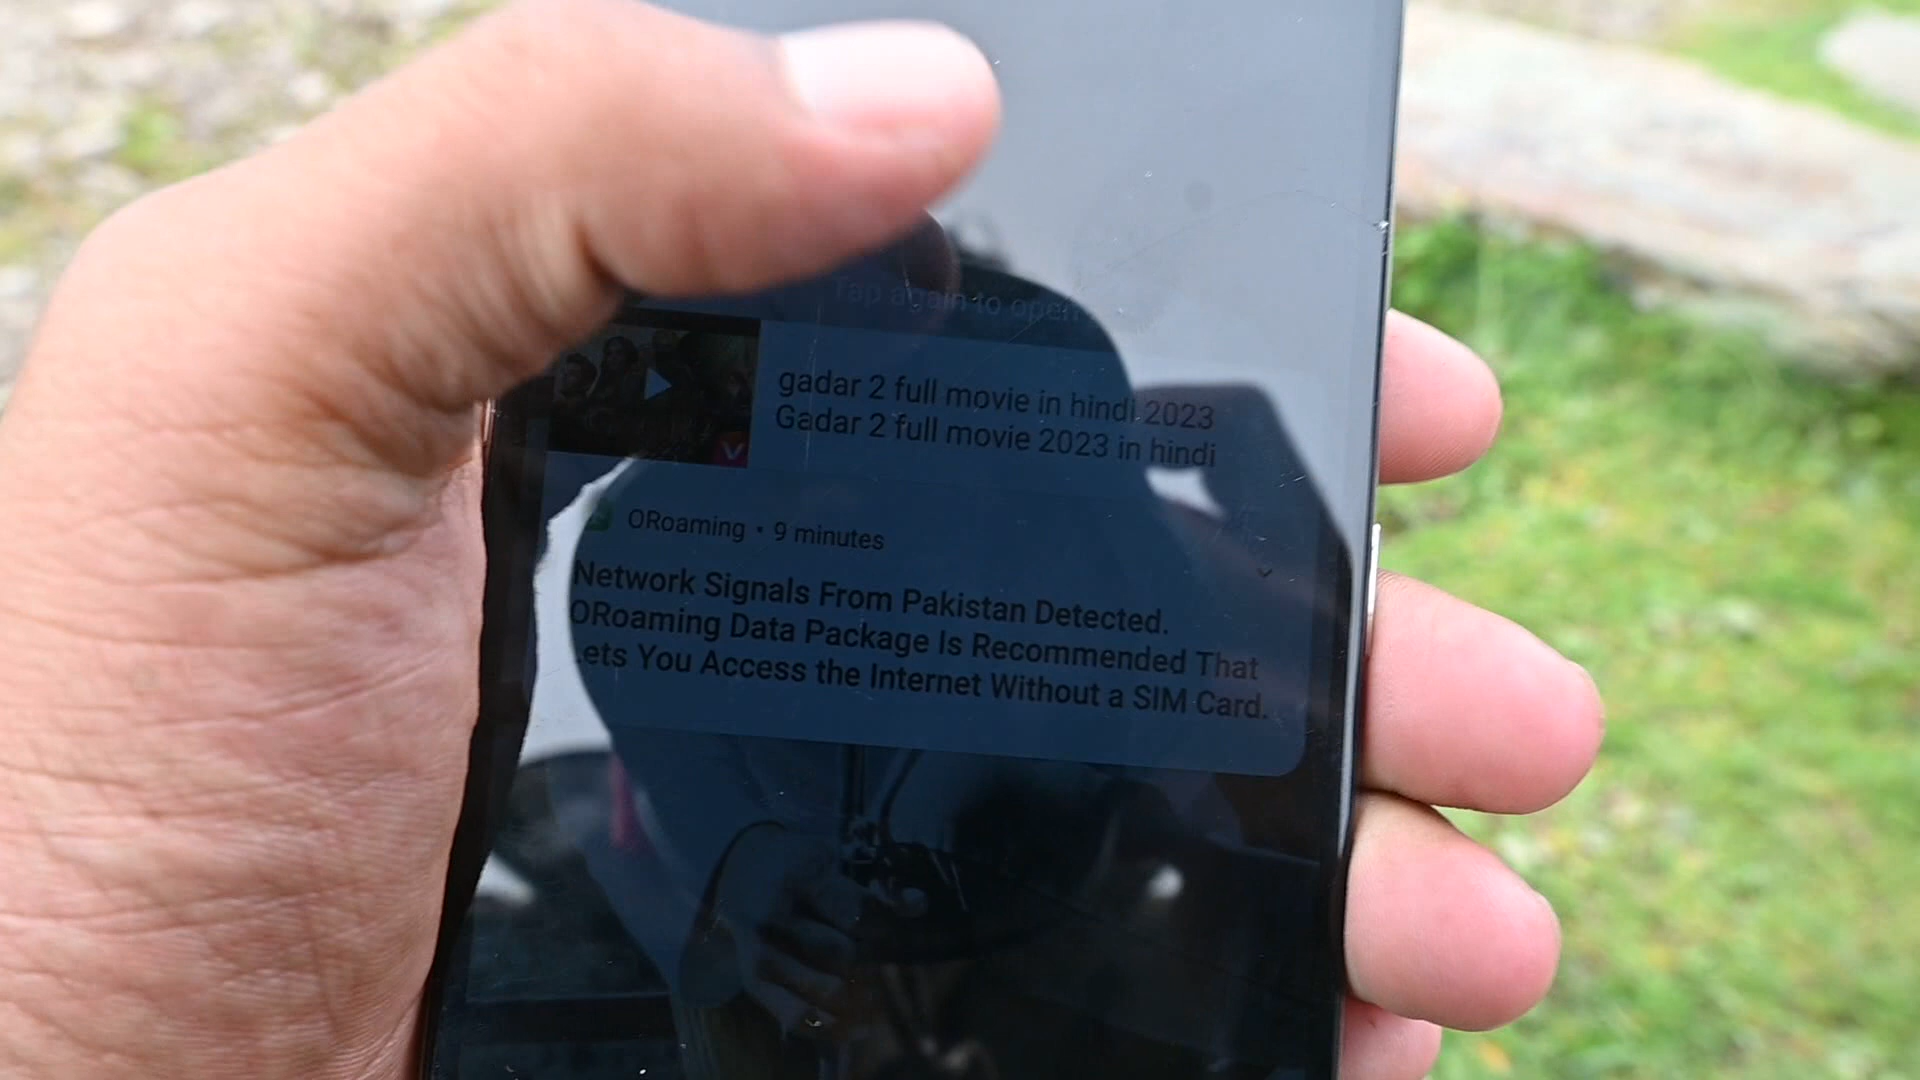 Tap again to open
gadar 2 full movie in hindi 2023
Gadar 2 full movie 2023 in hindi
ORoaming • 9 minutes
Network Signals From Pakistan Detected.
ORoaming Data Package Is Recommended That
Lets You Access the Internet Without a SIM Card.